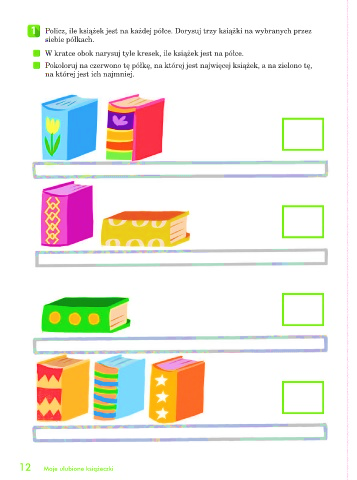 1 Policz, ile książek jest na każdej półce. Dorysuj trzy książki na wybranych przez
siebie półkach.
W kratce obok narysuj tyle kresek, ile książek jest na półce.
Pokoloruj na czerwono tę półkę, na której jest najwięcej książek, a na zielono tę,
na której jest ich najmniej.
12 Moje ulubione książeczki